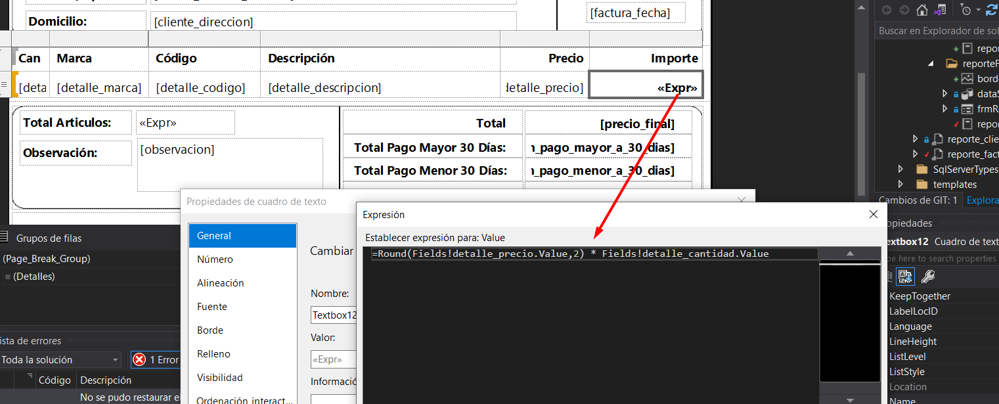 Domicilio: [cliente_direccion] [factura_fecha]
Buscar en Explorador de sol
Can Marca Código Descripción Precio Importe
[deta [detalle_marca] [detalle_codigo] [detalle_descripcion] detalle_precio] «Expr»
Total Articulos: «Expr» Total [precio_final]
Observación: [observacion] Total Pago Mayor 30 Días: n_pago_mayor_a_30_dias]
Total Pago Menor 30 Días: n_pago_menor_a_30_dias]
repor
reporteF
bord
dataS
frmR
repor
reporte_clie
reporte_fact
SqlServerTypes
templates
Cambios de GIT: 1 Explora
Propiedades de cuadro de texto
General
Número
Alineación
Fuente
Borde
Relleno
Visibilidad
Ordenación interact...
Cambiar
Nombre:
Textbox12
Valor:
«Expr»
Informació
Expresión
Establecer expresión para: Value
=Round(Fields!detalle_precio.Value,2) * Fields!detalle_cantidad.Value
Grupos de filas
(Page_Break_Group)
(Detalles)
ista de errores
Toda la solución 1 Error
Código Descripción
No se pudo restaurar el
opiedades
extbox12 Cuadro de text
pe here to search properties
KeepTogether
LabelLocID
Language
LineHeight
ListLevel
ListStyle
Location
Name